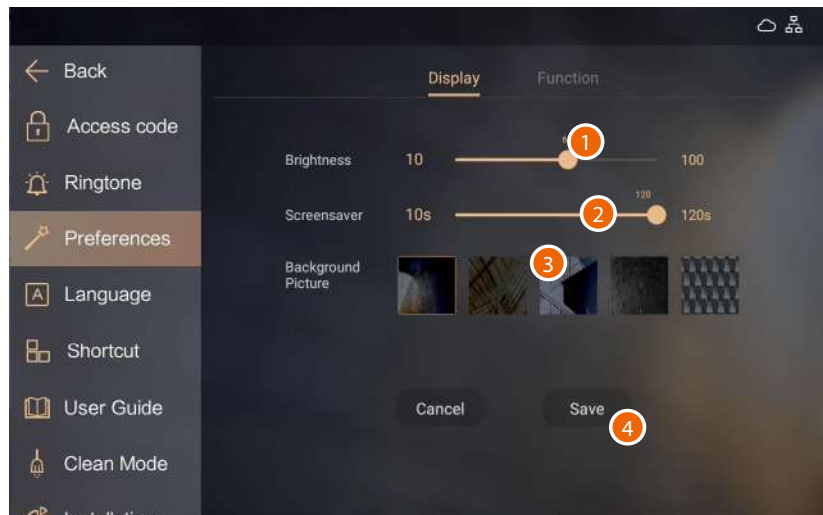 Back
Access code
Ringtone
Preferences
A Language
Shortcut
User Guide
Clean Mode
Display Function
1
Brightness 10 100
120
Screensaver 10s 2 120s
Background
Picture
3
Cancel Save
4